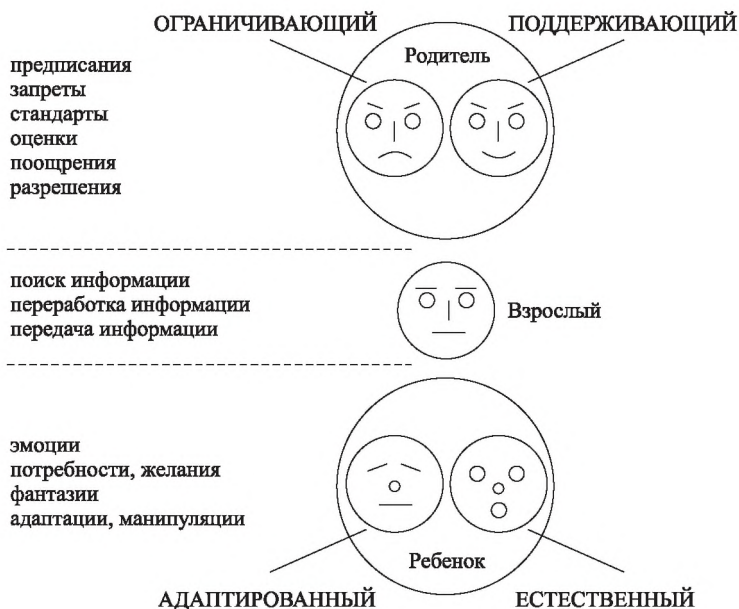 ОГРАНИЧИВАЮЩИЙ ПОДДЕРЖИВАЮЩИЙ
Родитель
предписания
запреты
стандарты
оценки
поощрения
разрешения
поиск информации
переработка информации
передача информации
Взрослый
эмоции
потребности, желания
фантазии
адаптации, манипуляции
Ребенок
АДАПТИРОВАННЫЙ ЕСТЕСТВЕННЫЙ